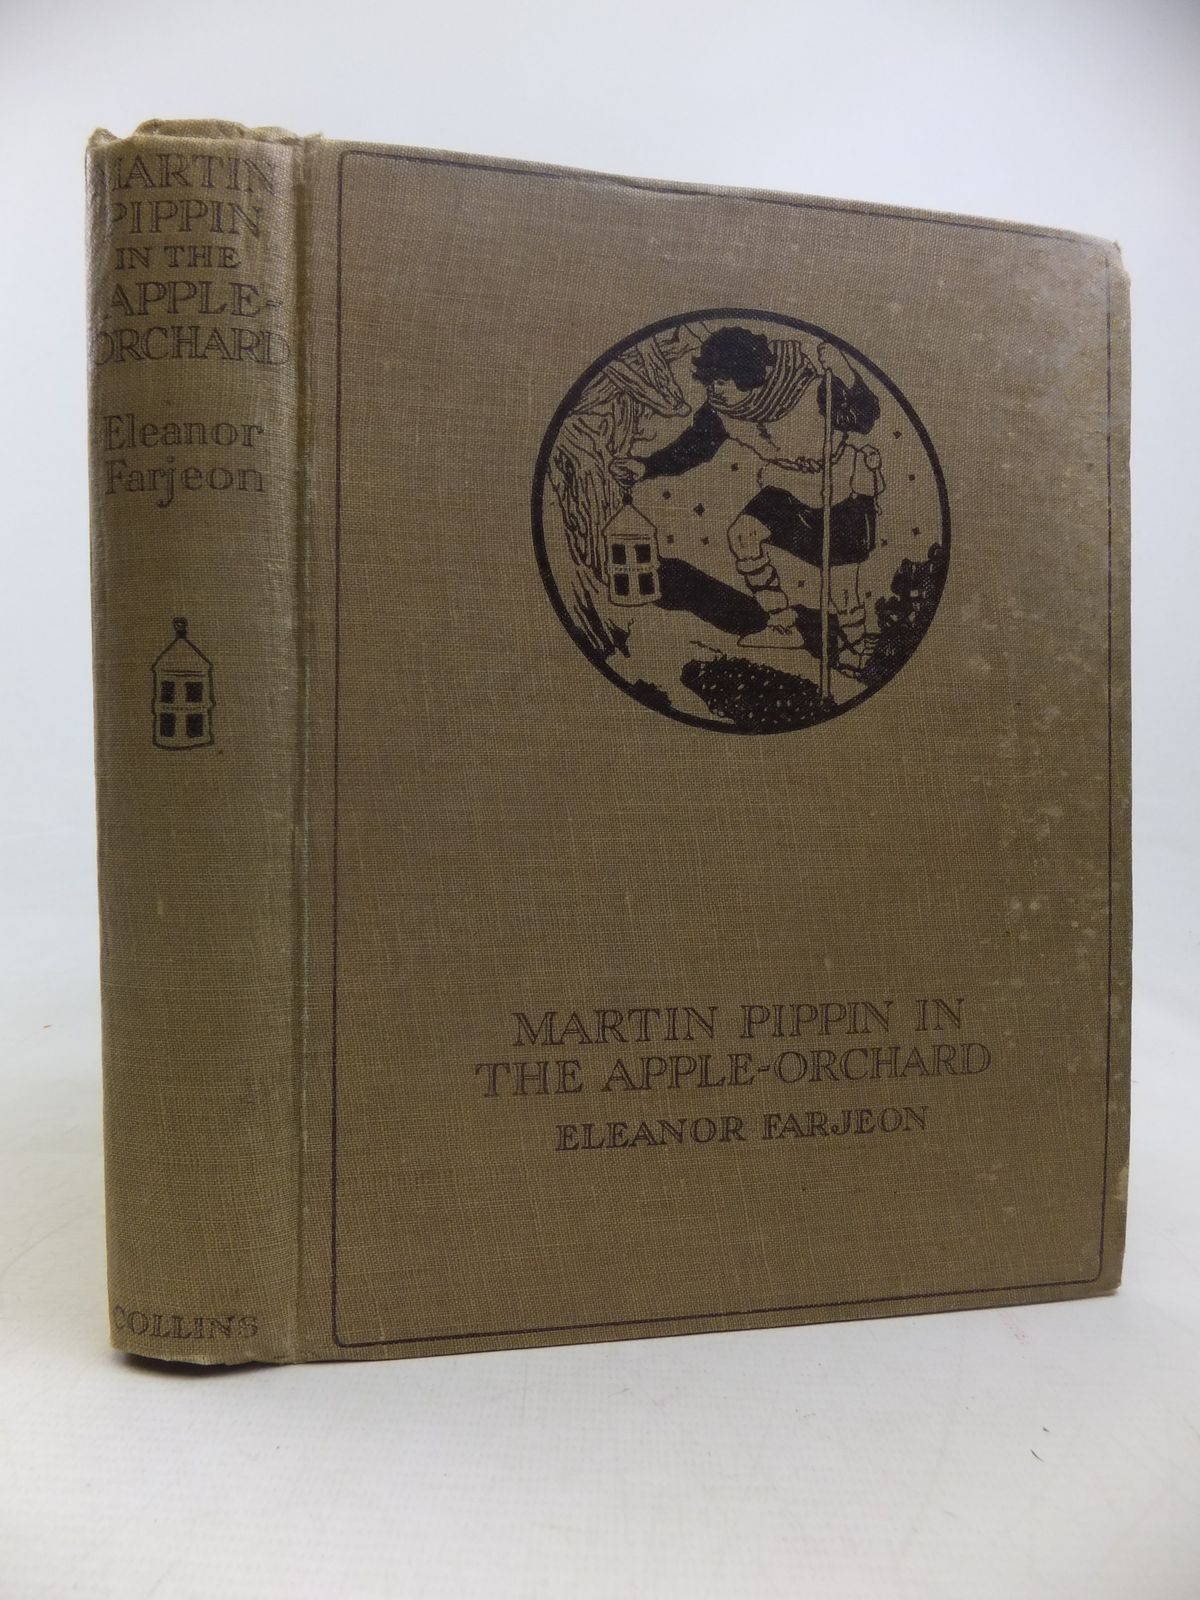 MARTIN
PIPPIN
IN THE
APPLE-
ORCHARD
Eleanor
Farjeon
COLLINS
MARTIN PIPPIN IN
THE APPLE-ORCHARD
ELEANOR FARJEON